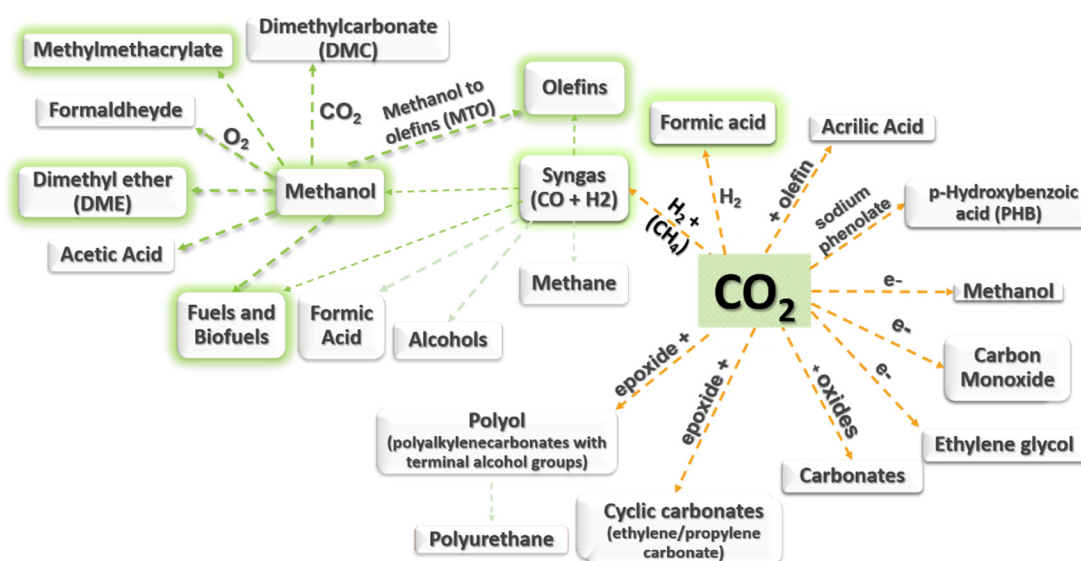 Methylmethacrylate
Dimethylcarbonate
(DMC)
Formaldheyde
O₂
CO₂
Methanol to
olefins (MTO)
Olefins
Formic acid
Acrilic Acid
Dimethyl ether
(DME)
Methanol
Syngas
(CO + H2)
H₂ +
(CH₄)
H₂
+ olefin
sodium
phenolate
p-Hydroxybenzoic
acid (PHB)
Acetic Acid
Methane
CO₂
e-
Methanol
Fuels and
Biofuels
Formic
Acid
Alcohols
e-
Carbon
Monoxide
e-
epoxide +
epoxide +
+ oxides
Polyol
(polyalkylenecarbonates with
terminal alcohol groups)
Ethylene glycol
Carbonates
Polyurethane
Cyclic carbonates
(ethylene/propylene
carbonate)